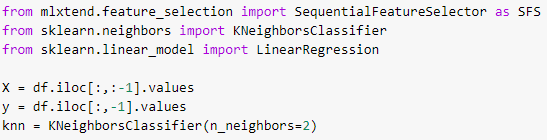 from mlxtend.feature_selection import SequentialFeatureSelector as SFS
from sklearn.neighbors import KNeighborsClassifier
from sklearn.linear_model import LinearRegression
X = df.iloc[:,:-1].values
y = df.iloc[:,-1].values
knn = KNeighborsClassifier(n_neighbors=2)